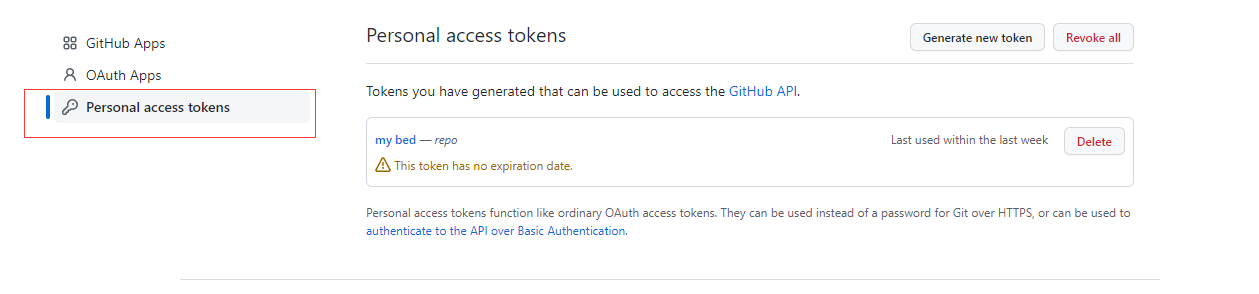 GitHub Apps
OAuth Apps
Personal access tokens
Personal access tokens
Generate new token
Revoke all
Tokens you have generated that can be used to access the GitHub API.
my bed — repo
Last used within the last week
Delete
This token has no expiration date.
Personal access tokens function like ordinary OAuth access tokens. They can be used instead of a password for Git over HTTPS, or can be used to
authenticate to the API over Basic Authentication.